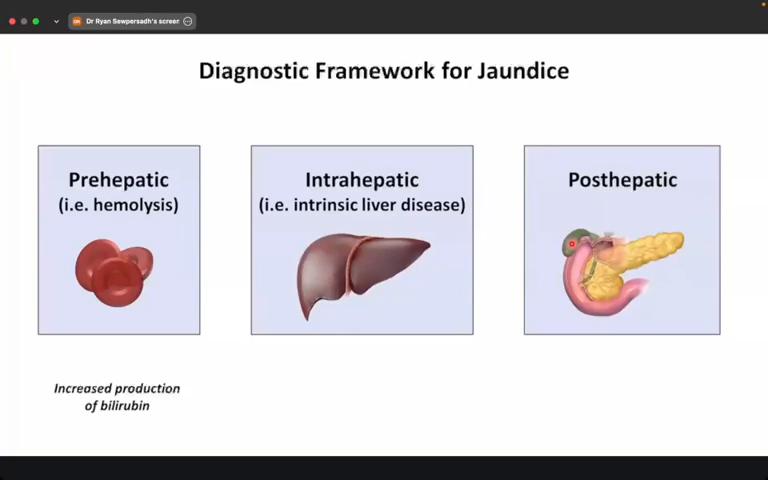 Dr Ryan Sewpersadh's screen
Diagnostic Framework for Jaundice
Prehepatic
(i.e. hemolysis)
Intrahepatic
(i.e. intrinsic liver disease)
Posthepatic
Increased production
of bilirubin